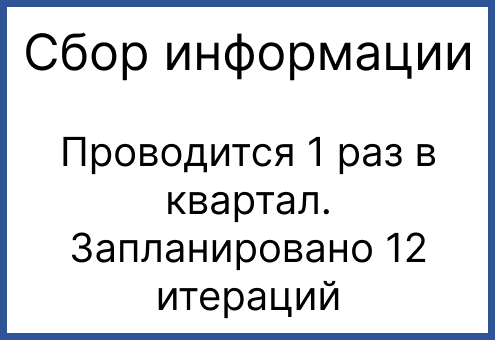 Сбор информации
Проводится 1 раз в
квартал.
Запланировано 12
итераций